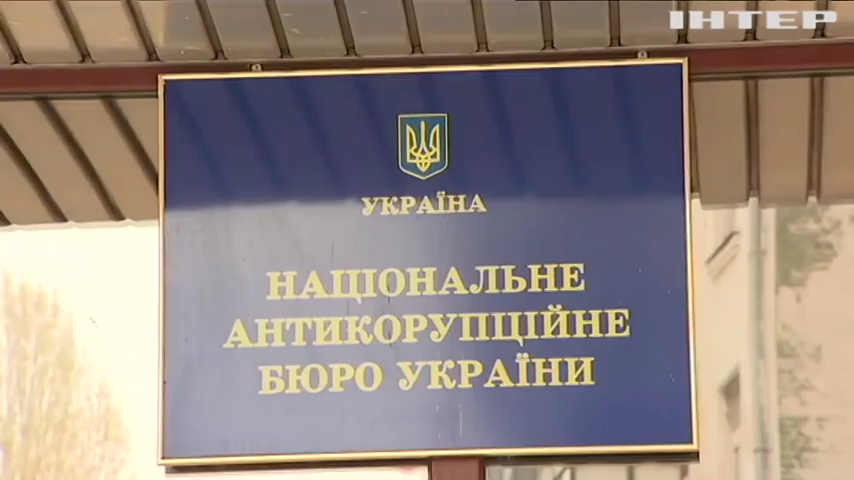 ІНТЕР
УКРАЇНА
НАЦІОНАЛЬНЕ
АНТИКОРУПЦІЙНЕ
БЮРО УКРАЇНИ